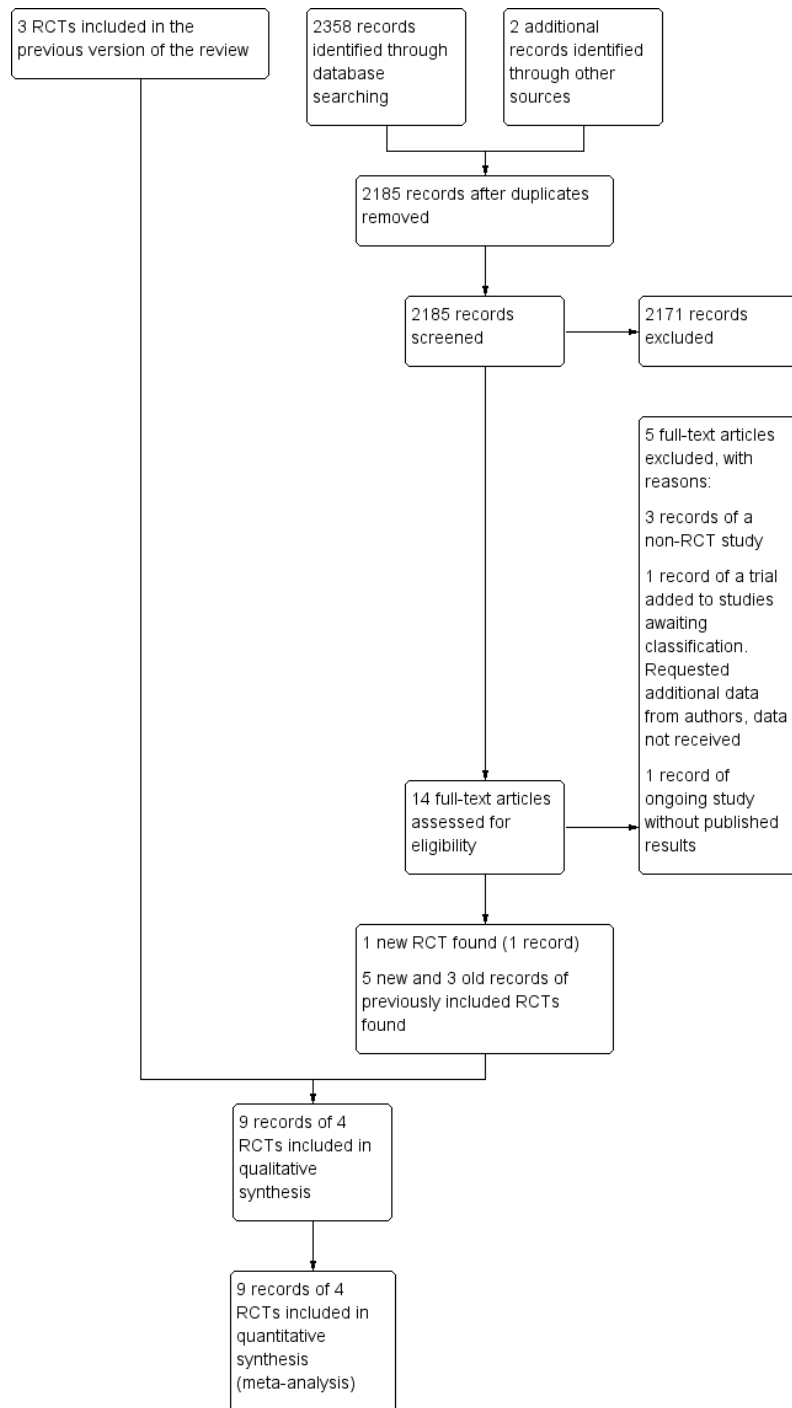 3 RCTs included in the
previous version of the review
2358 records
identified through
database
searching
2 additional
records identified
through other
sources
2185 records after duplicates
removed
2185 records
screened
2171 records
excluded
5 full-text articles
excluded, with
reasons:
3 records of a
non-RCT study
1 record of a trial
added to studies
awaiting
classification.
Requested
additional data
from authors, data
not received
1 record of
ongoing study
without published
results
14 full-text articles
assessed for
eligibility
1 new RCT found (1 record)
5 new and 3 old records of
previously included RCTs
found
9 records of 4
RCTs included in
qualitative
synthesis
9 records of 4
RCTs included in
quantitative
synthesis
(meta-analysis)